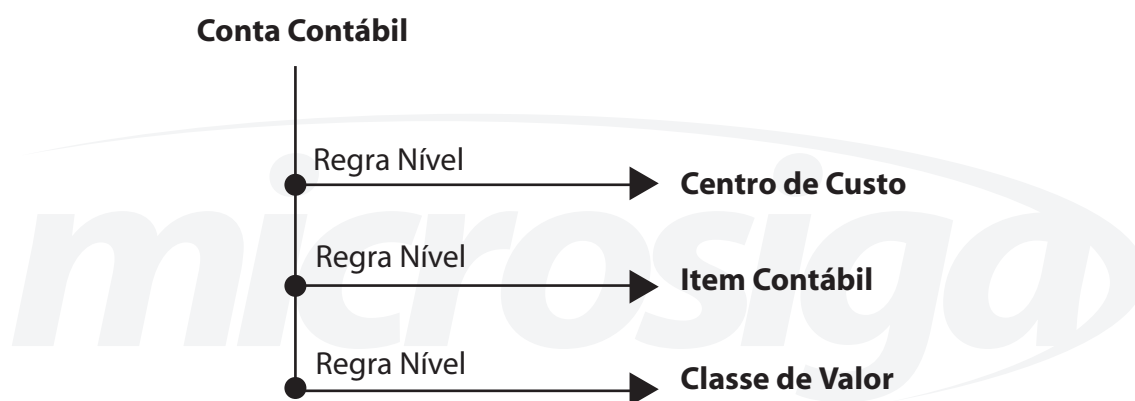 Conta Contábil
Regra Nível
Centro de Custo
Regra Nível
Item Contábil
Regra Nível
Classe de Valor
microsiga